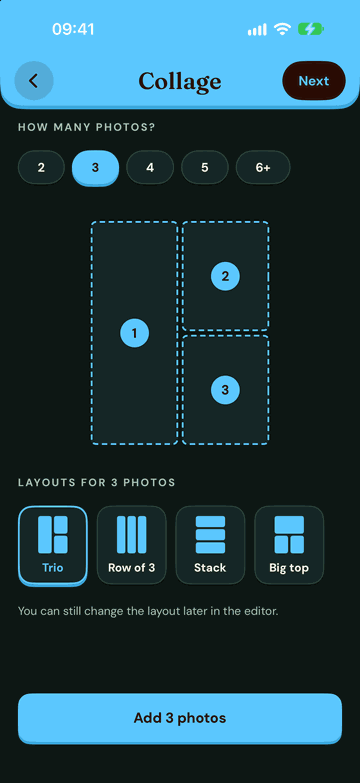 09:41
Collage
Next
HOW MANY PHOTOS?
2 3 4 5 6+
1
2
3
LAYOUTS FOR 3 PHOTOS
Trio Row of 3 Stack Big top
You can still change the layout later in the editor.
Add 3 photos